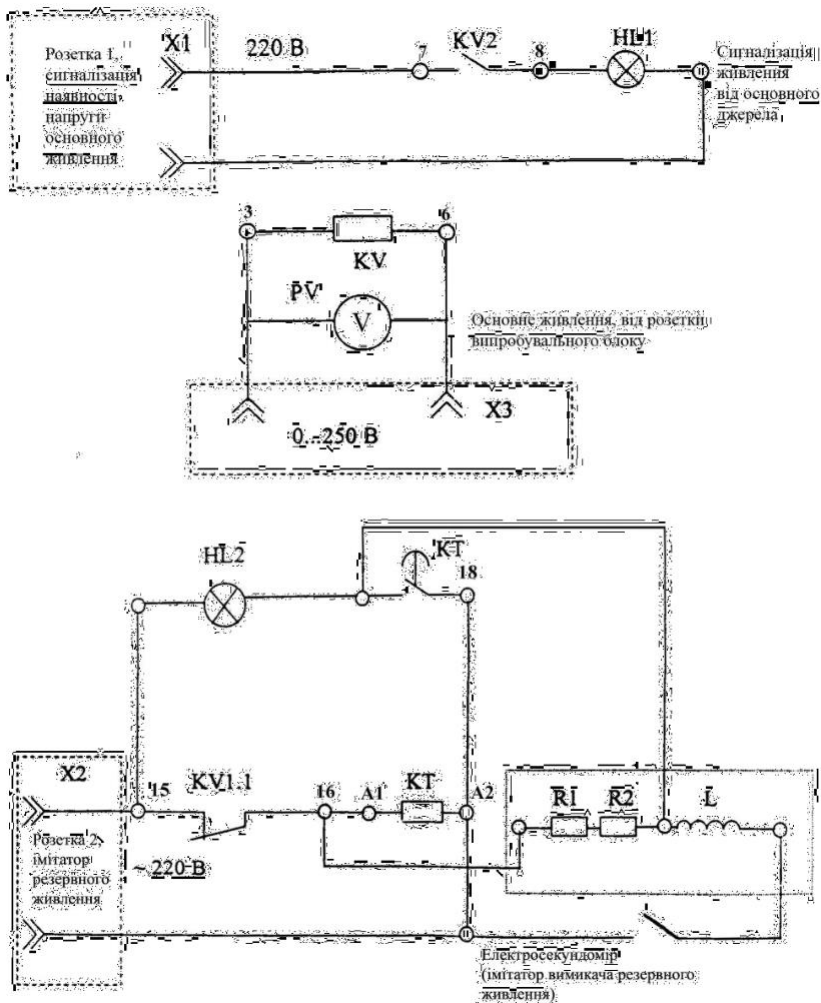 X1
220 В
7
KV2
8
HL1
Розетка 1,
сигналізація
наявності
напруги
основного
живлення
Сигналізація
живлення
від основного
джерела
3
6
KV
PV
V
Основне живлення, від розетки
випробувального блоку
X3
0...250 В
HL2
KT
18
X2
15
KV1.1
16
A1
KT
A2
R1
R2
L
Розетка 2,
імітатор
резервного
живлення
~ 220 В
Електросекундомір
(імітатор вимикача резервного
живлення)